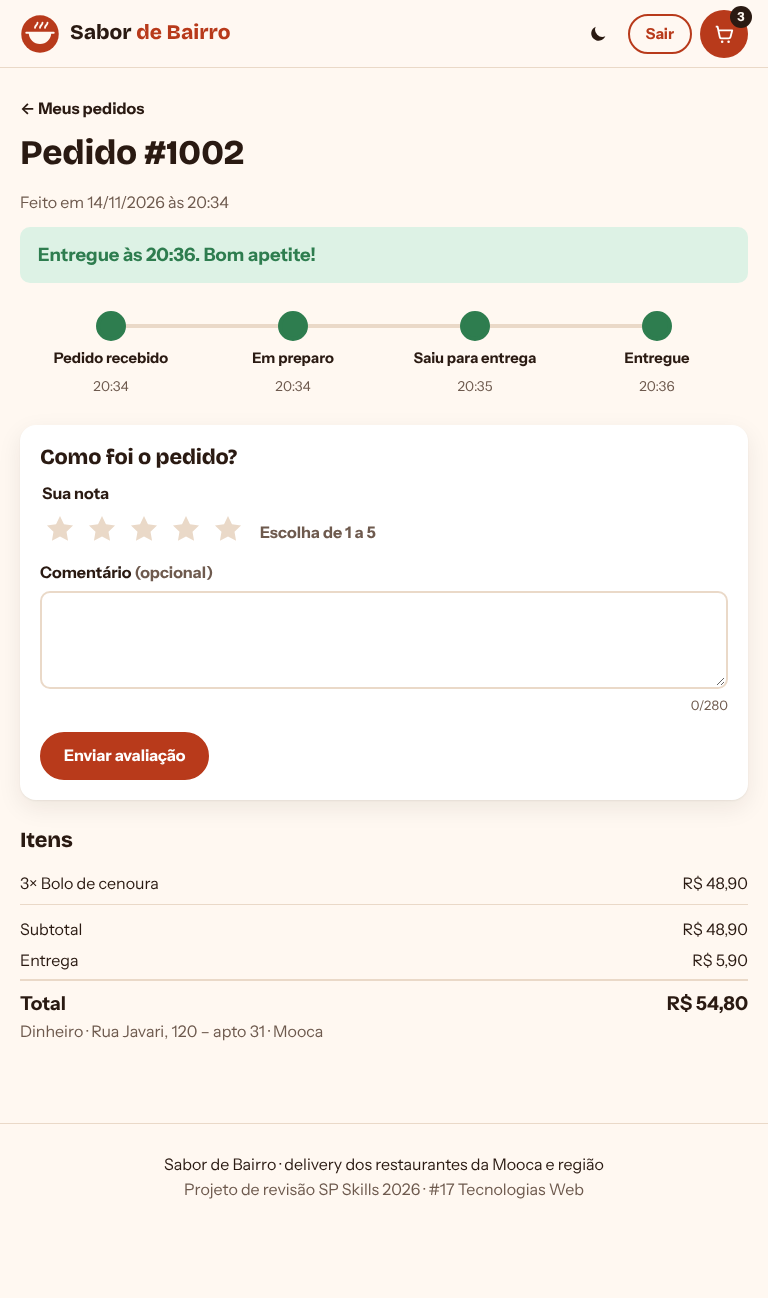 Sabor de Bairro
Sair
3
← Meus pedidos
Pedido #1002
Feito em 14/11/2026 às 20:34
Entregue às 20:36. Bom apetite!
Pedido recebido Em preparo Saiu para entrega Entregue
20:34 20:34 20:35 20:36
Como foi o pedido?
Sua nota
Escolha de 1 a 5
Comentário (opcional)
0/280
Enviar avaliação
Itens
3× Bolo de cenoura R$ 48,90
Subtotal R$ 48,90
Entrega R$ 5,90
Total R$ 54,80
Dinheiro · Rua Javari, 120 – apto 31 · Mooca
Sabor de Bairro · delivery dos restaurantes da Mooca e região
Projeto de revisão SP Skills 2026 · #17 Tecnologias Web